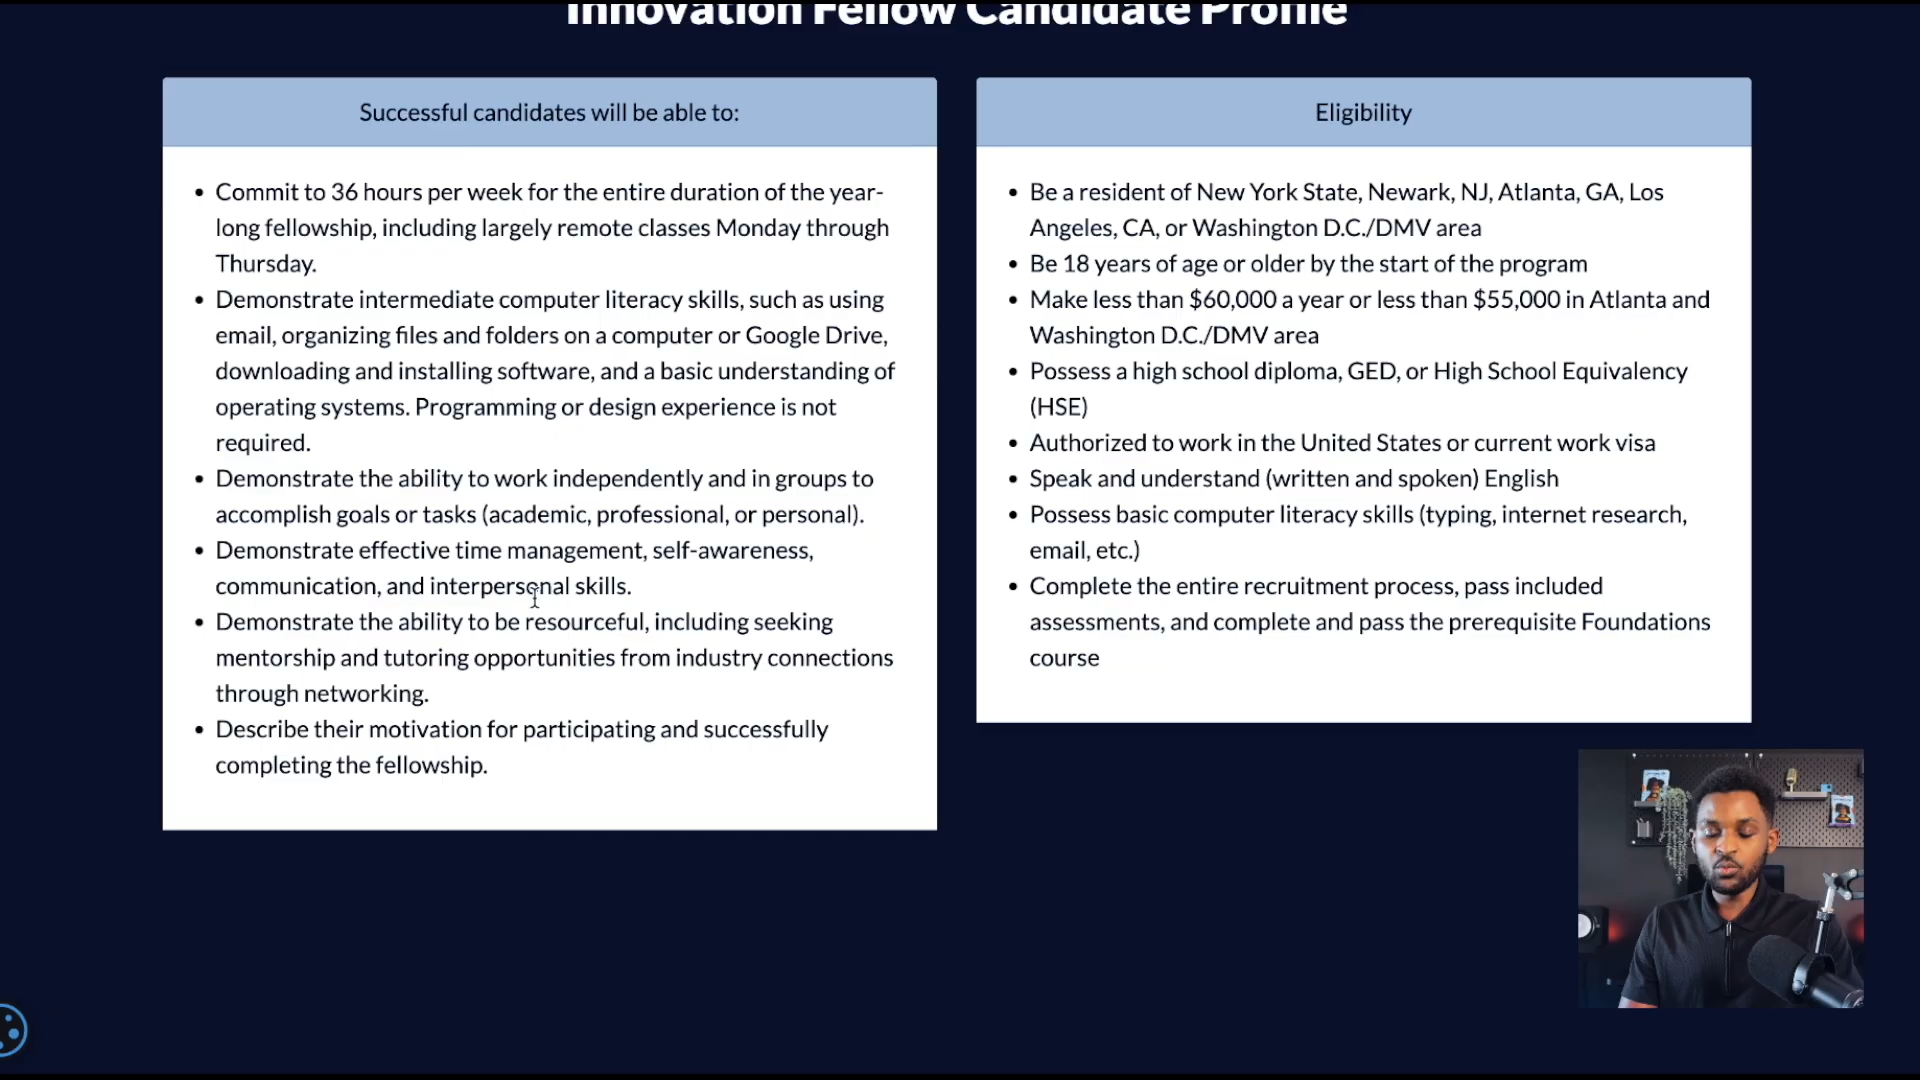 Innovation Fellow Candidate Profile
Successful candidates will be able to:
• Commit to 36 hours per week for the entire duration of the year-
long fellowship, including largely remote classes Monday through
Thursday.
• Demonstrate intermediate computer literacy skills, such as using
email, organizing files and folders on a computer or Google Drive,
downloading and installing software, and a basic understanding of
operating systems. Programming or design experience is not
required.
• Demonstrate the ability to work independently and in groups to
accomplish goals or tasks (academic, professional, or personal).
• Demonstrate effective time management, self-awareness,
communication, and interpersonal skills.
• Demonstrate the ability to be resourceful, including seeking
mentorship and tutoring opportunities from industry connections
through networking.
• Describe their motivation for participating and successfully
completing the fellowship.
Eligibility
• Be a resident of New York State, Newark, NJ, Atlanta, GA, Los
Angeles, CA, or Washington D.C./DMV area
• Be 18 years of age or older by the start of the program
• Make less than $60,000 a year or less than $55,000 in Atlanta and
Washington D.C./DMV area
• Possess a high school diploma, GED, or High School Equivalency
(HSE)
• Authorized to work in the United States or current work visa
• Speak and understand (written and spoken) English
• Possess basic computer literacy skills (typing, internet research,
email, etc.)
• Complete the entire recruitment process, pass included
assessments, and complete and pass the prerequisite Foundations
course